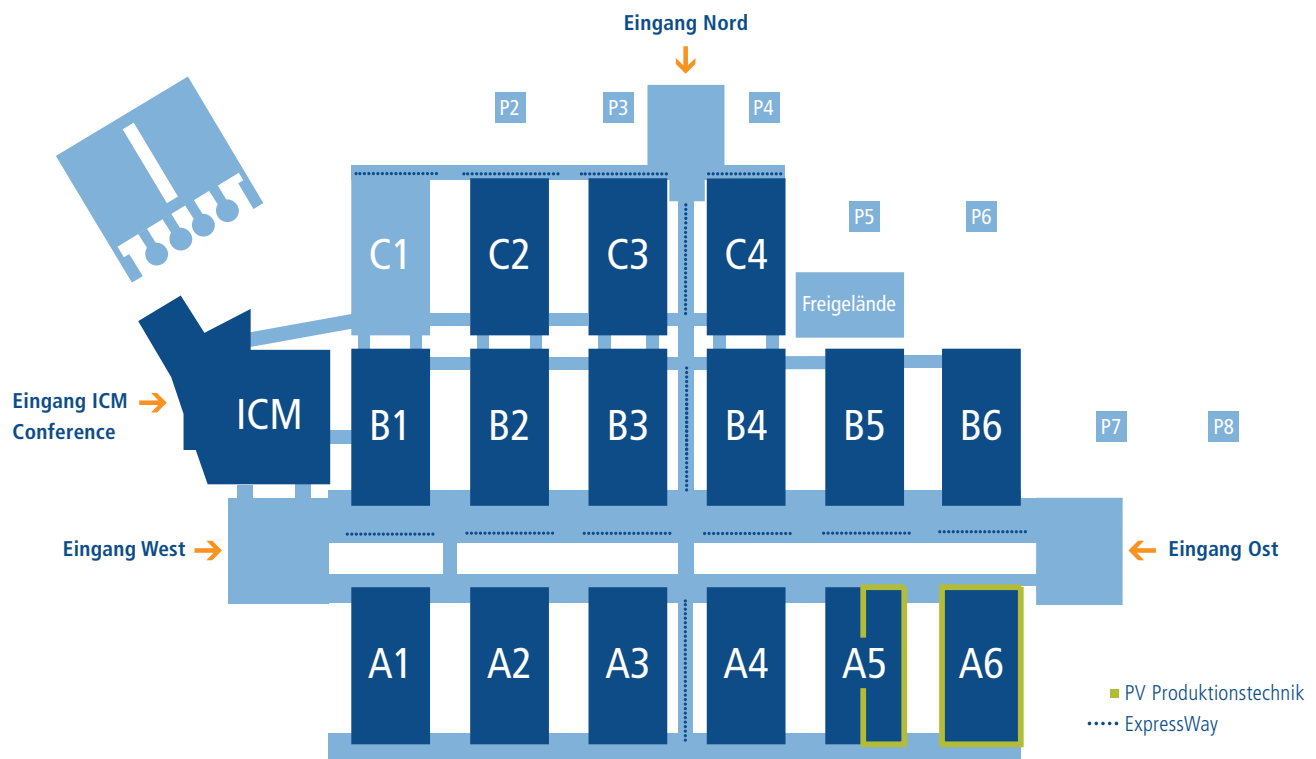 Eingang Nord
P2
P3
P4
C1
C2
C3
C4
P5
P6
Freigelände
Eingang ICM
Conference
ICM
B1
B2
B3
B4
B5
B6
P7
P8
Eingang West
Eingang Ost
A1
A2
A3
A4
A5
A6
PV Produktionstechnik
ExpressWay